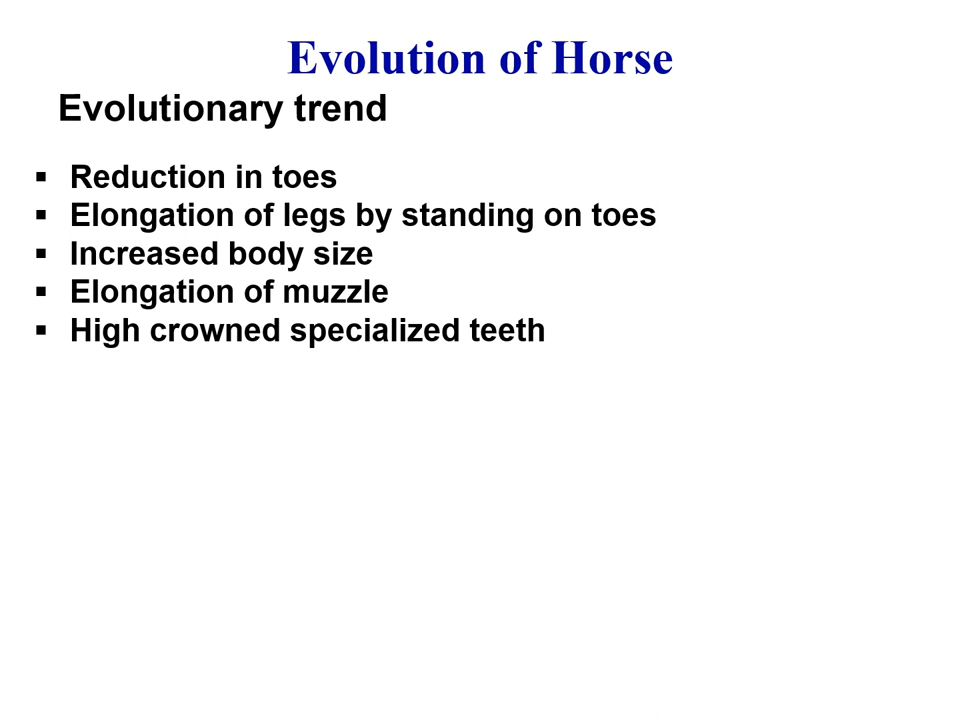 Evolution of Horse
Evolutionary trend
▪ Reduction in toes
▪ Elongation of legs by standing on toes
▪ Increased body size
▪ Elongation of muzzle
▪ High crowned specialized teeth